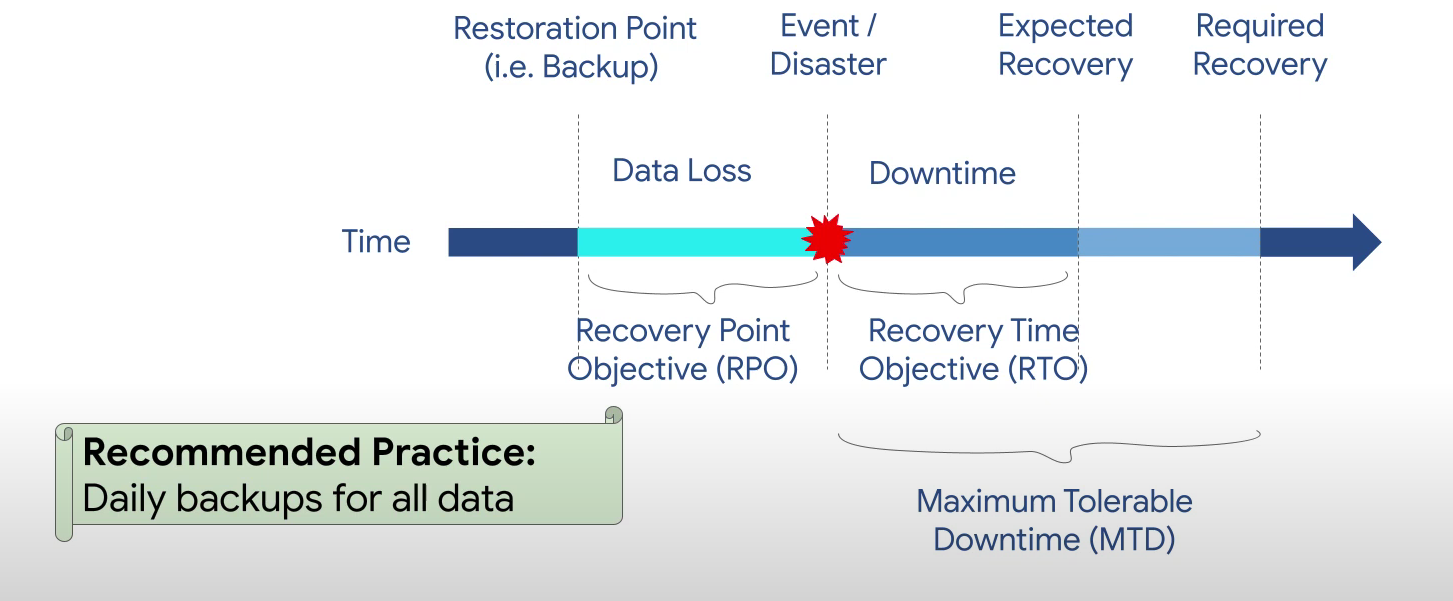 Restoration Point
(i.e. Backup)
Event /
Disaster
Expected
Recovery
Required
Recovery
Data Loss
Downtime
Time
Recovery Point
Objective (RPO)
Recovery Time
Objective (RTO)
Recommended Practice:
Daily backups for all data
Maximum Tolerable
Downtime (MTD)